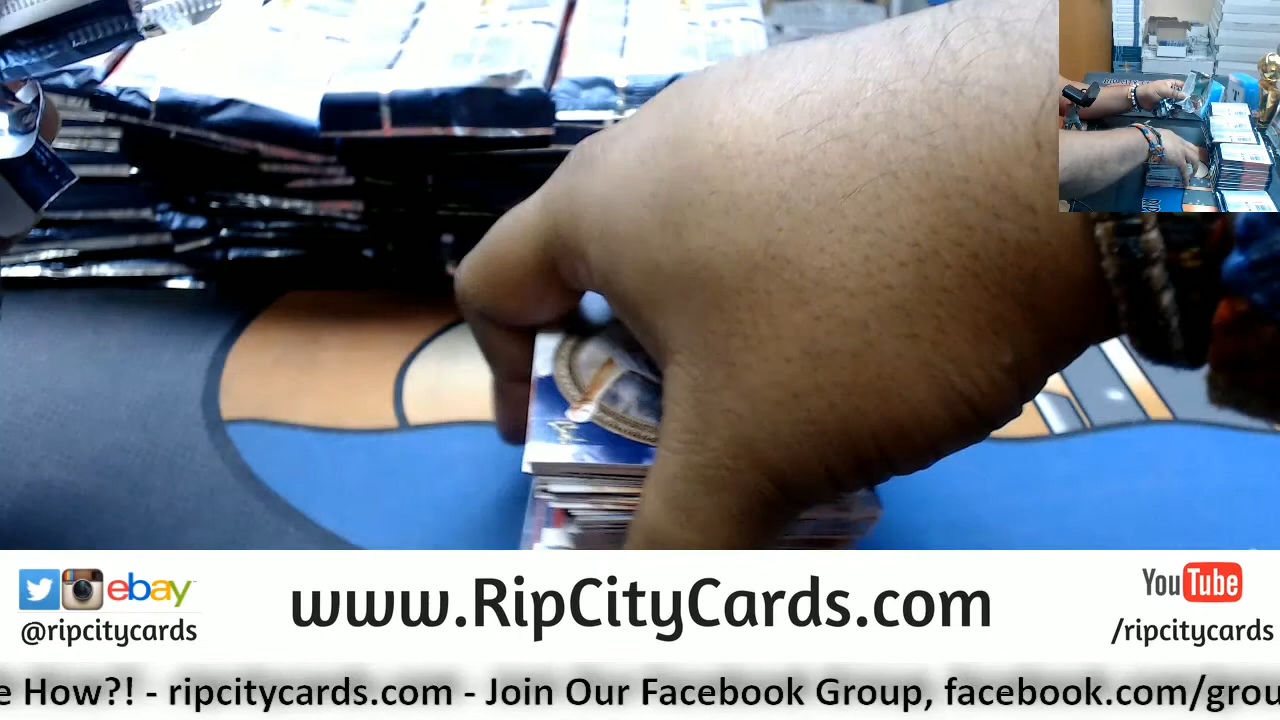 ebay
@ripcitycards
www.RipCityCards.com
YouTube
/ripcitycards
e How?! - ripcitycards.com - Join Our Facebook Group, facebook.com/grou